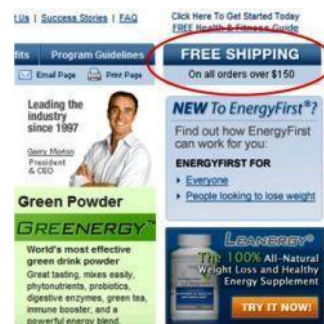 Us | Success Stories | FAQ
Click Here To Get Started Today
FREE Health & Fitness Guide
fits Program Guidelines
Email Page Print Page
FREE SHIPPING
On all orders over $150
Leading the
industry
since 1997
Gerry Morton
President
& CEO
NEW To EnergyFirst®?
Find out how EnergyFirst
can work for you:
ENERGYFIRST FOR
Everyone
People looking to lose weight
Green Powder
GREENERGY™
World's most effective
green drink powder
Great tasting, mixes easily,
phytonutrients, probiotics,
digestive enzymes, green tea,
immune booster, and a
powerful energy blend.
LEANERGY®
The 100% All-Natural
Weight Loss and Healthy
Energy Supplement
TRY IT NOW!